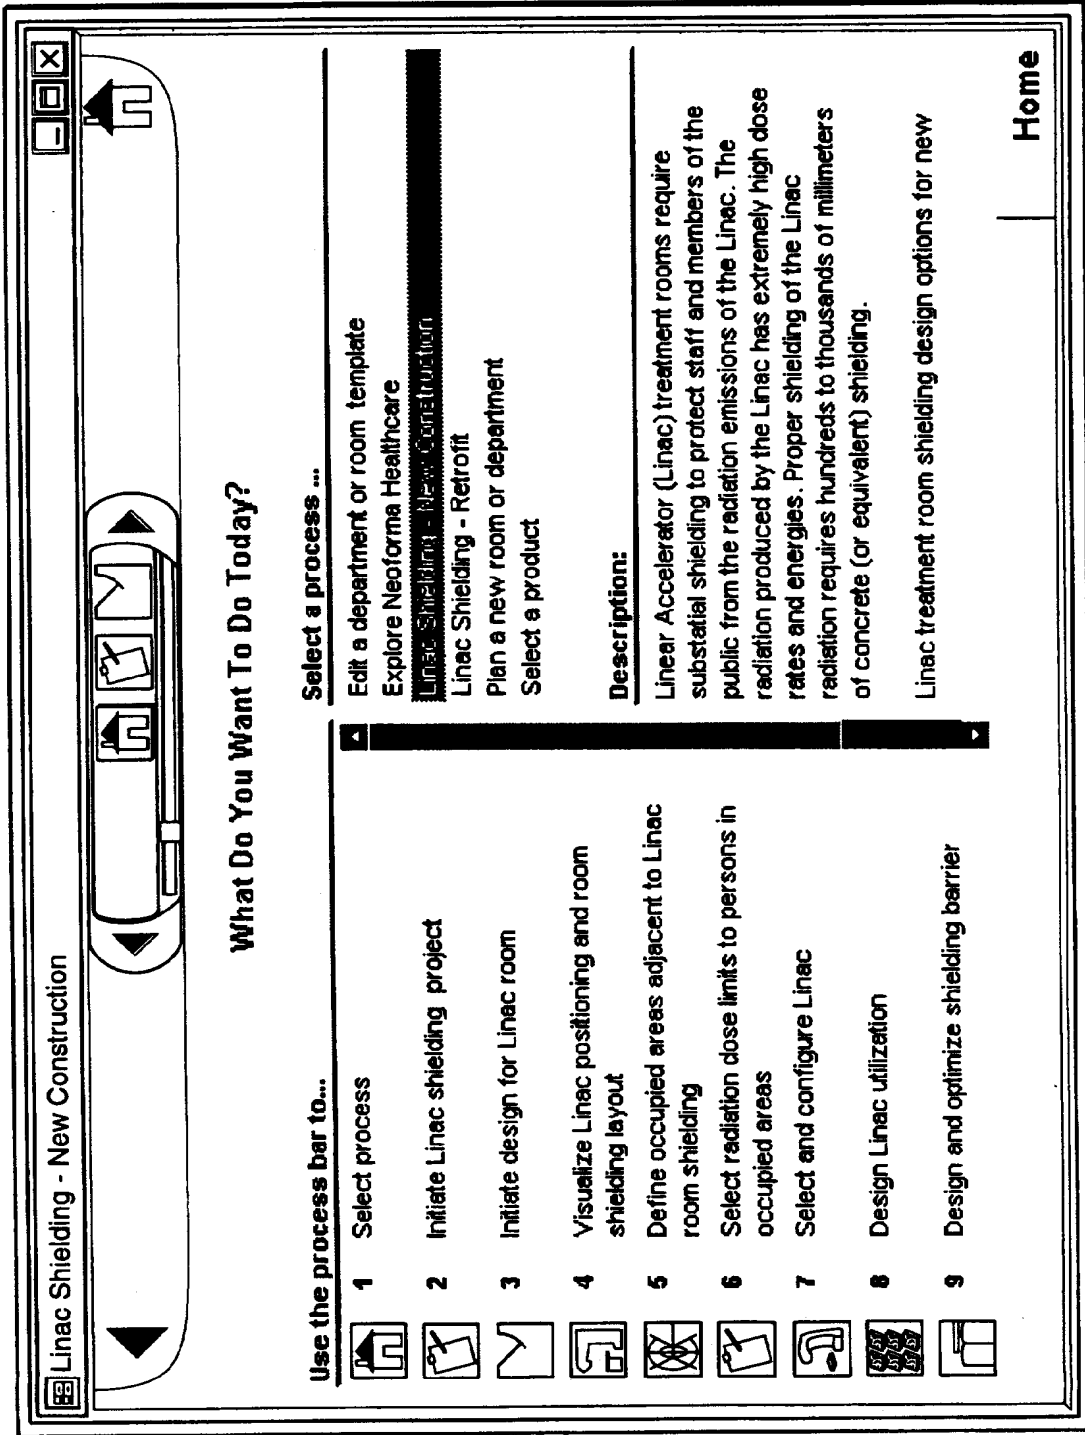 Linac Shielding - New Construction
What Do You Want To Do Today?
Use the process bar to...
1 Select process
2 Initiate Linac shielding project
3 Initiate design for Linac room
4 Visualize Linac positioning and room
shielding layout
5 Define occupied areas adjacent to Linac
room shielding
6 Select radiation dose limits to persons in
occupied areas
7 Select and configure Linac
8 Design Linac utilization
9 Design and optimize shielding barrier
Select a process ...
Edit a department or room template
Explore Neoforma Healthcare
Linac Shielding - New Construction
Linac Shielding - Retrofit
Plan a new room or department
Select a product
Description:
Linear Accelerator (Linac) treatment rooms require
substatial shielding to protect staff and members of the
public from the radiation emissions of the Linac. The
radiation produced by the Linac has extremely high dose
rates and energies. Proper shielding of the Linac
radiation requires hundreds to thousands of millimeters
of concrete (or equivalent) shielding.
Linac treatment room shielding design options for new
Home